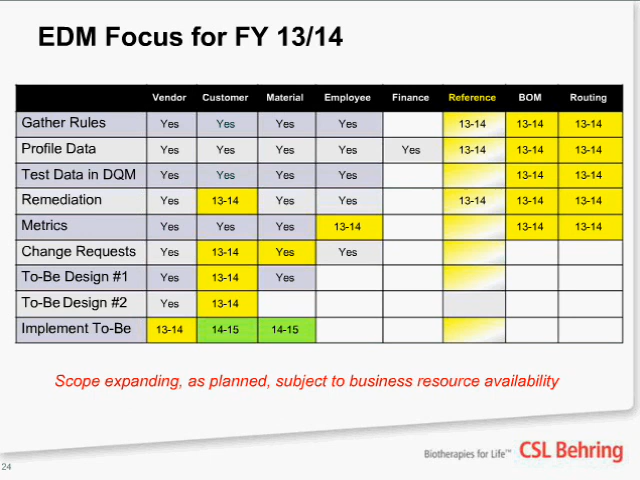 EDM Focus for FY 13/14
Vendor Customer Material Employee Finance Reference BOM Routing
Gather Rules Yes Yes Yes Yes 13-14 13-14 13-14
Profile Data Yes Yes Yes Yes Yes 13-14 13-14 13-14
Test Data in DQM Yes Yes Yes Yes 13-14 13-14
Remediation Yes 13-14 Yes Yes 13-14 13-14 13-14
Metrics Yes Yes Yes 13-14 13-14 13-14
Change Requests Yes 13-14 Yes Yes
To-Be Design #1 Yes 13-14 Yes
To-Be Design #2 Yes 13-14
Implement To-Be 13-14 14-15 14-15
Scope expanding, as planned, subject to business resource availability
Biotherapies for Life™ CSL Behring
24